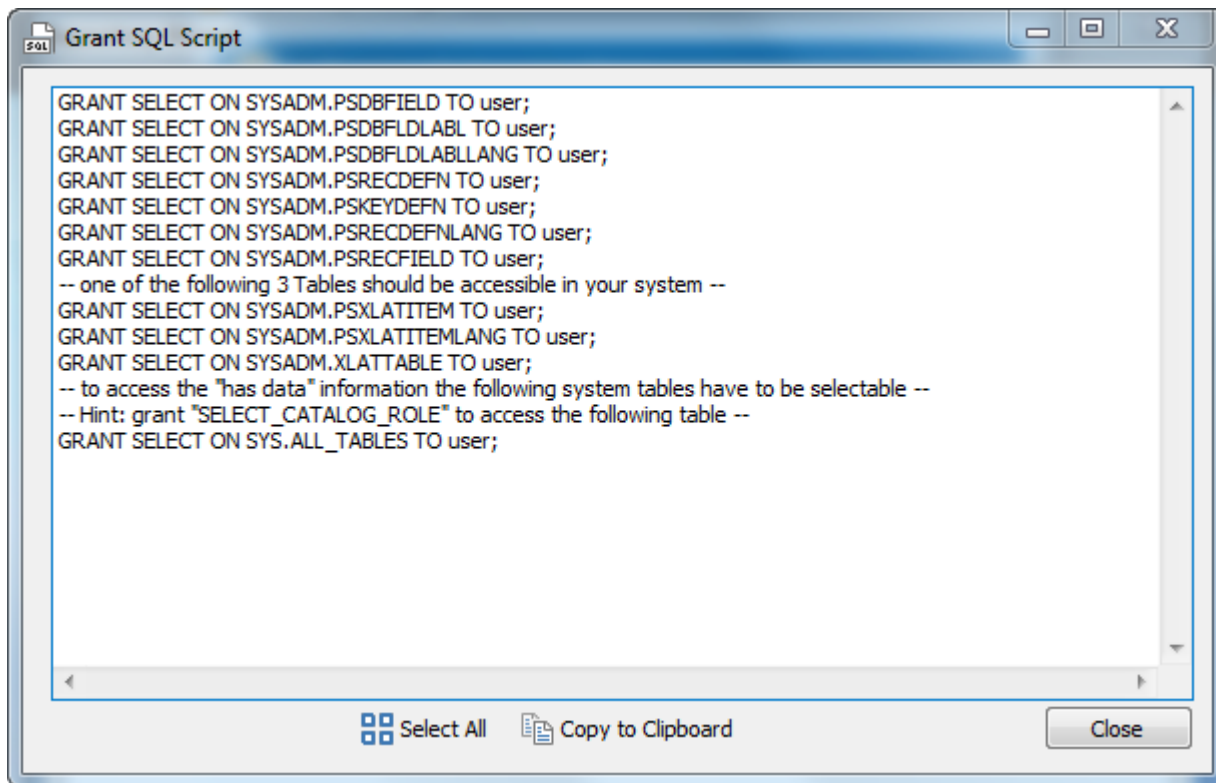 SQL Grant SQL Script
GRANT SELECT ON SYSADM.PSDBFIELD TO user;
GRANT SELECT ON SYSADM.PSDBFLDLABL TO user;
GRANT SELECT ON SYSADM.PSDBFLDLABLLANG TO user;
GRANT SELECT ON SYSADM.PSRECDEFN TO user;
GRANT SELECT ON SYSADM.PSKEYDEFN TO user;
GRANT SELECT ON SYSADM.PSRECDEFNLANG TO user;
GRANT SELECT ON SYSADM.PSRECFIELD TO user;
-- one of the following 3 Tables should be accessible in your system --
GRANT SELECT ON SYSADM.PSXLATITEM TO user;
GRANT SELECT ON SYSADM.PSXLATITEMLANG TO user;
GRANT SELECT ON SYSADM.XLATTABLE TO user;
-- to access the "has data" information the following system tables have to be selectable --
-- Hint: grant "SELECT_CATALOG_ROLE" to access the following table --
GRANT SELECT ON SYS.ALL_TABLES TO user;
Select All Copy to Clipboard Close